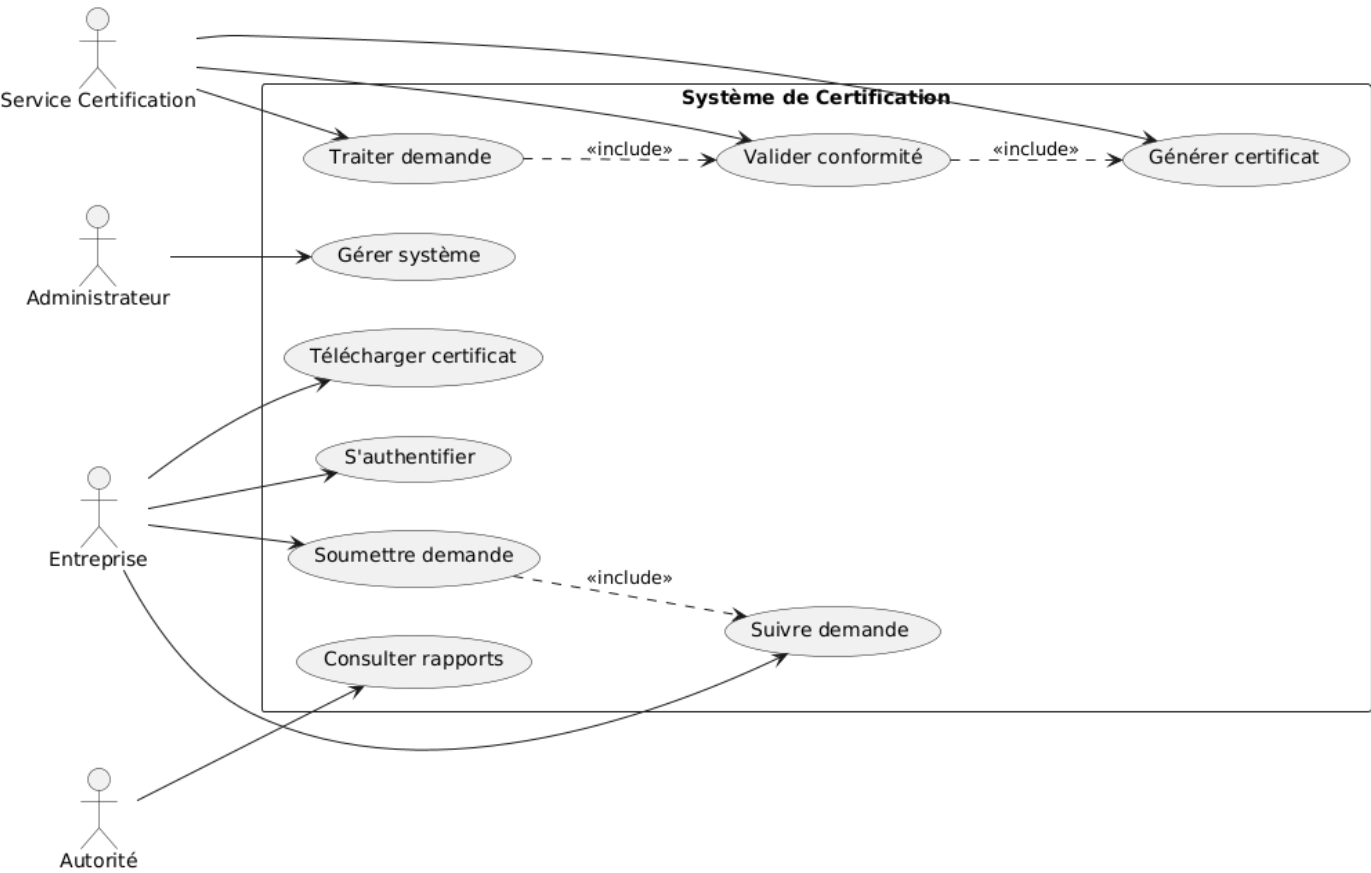 Service Certification
Système de Certification
Traiter demande
«include»
Valider conformité
«include»
Générer certificat
Administrateur
Gérer système
Télécharger certificat
S'authentifier
Entreprise
Soumettre demande
«include»
Suivre demande
Consulter rapports
Autorité